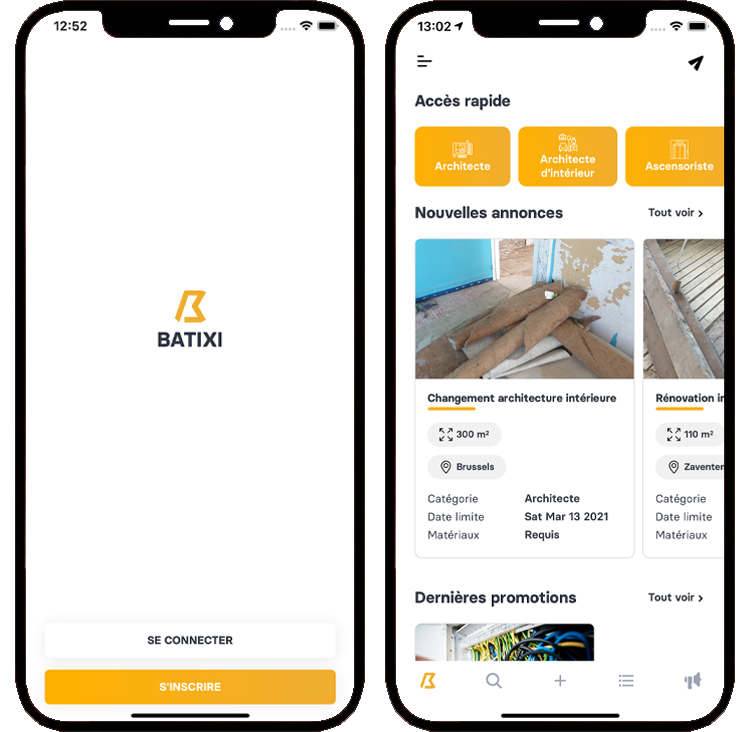 12:52
BATIXI
SE CONNECTER
S'INSCRIRE
13:02
Accès rapide
Architecte
Architecte
d'intérieur
Ascensoriste
Nouvelles annonces
Tout voir
Changement architecture intérieure
300 m²
Brussels
Catégorie Architecte
Date limite Sat Mar 13 2021
Matériaux Requis
Rénovation in
110 m²
Zaventem
Catégorie
Date limite
Matériaux
Dernières promotions
Tout voir